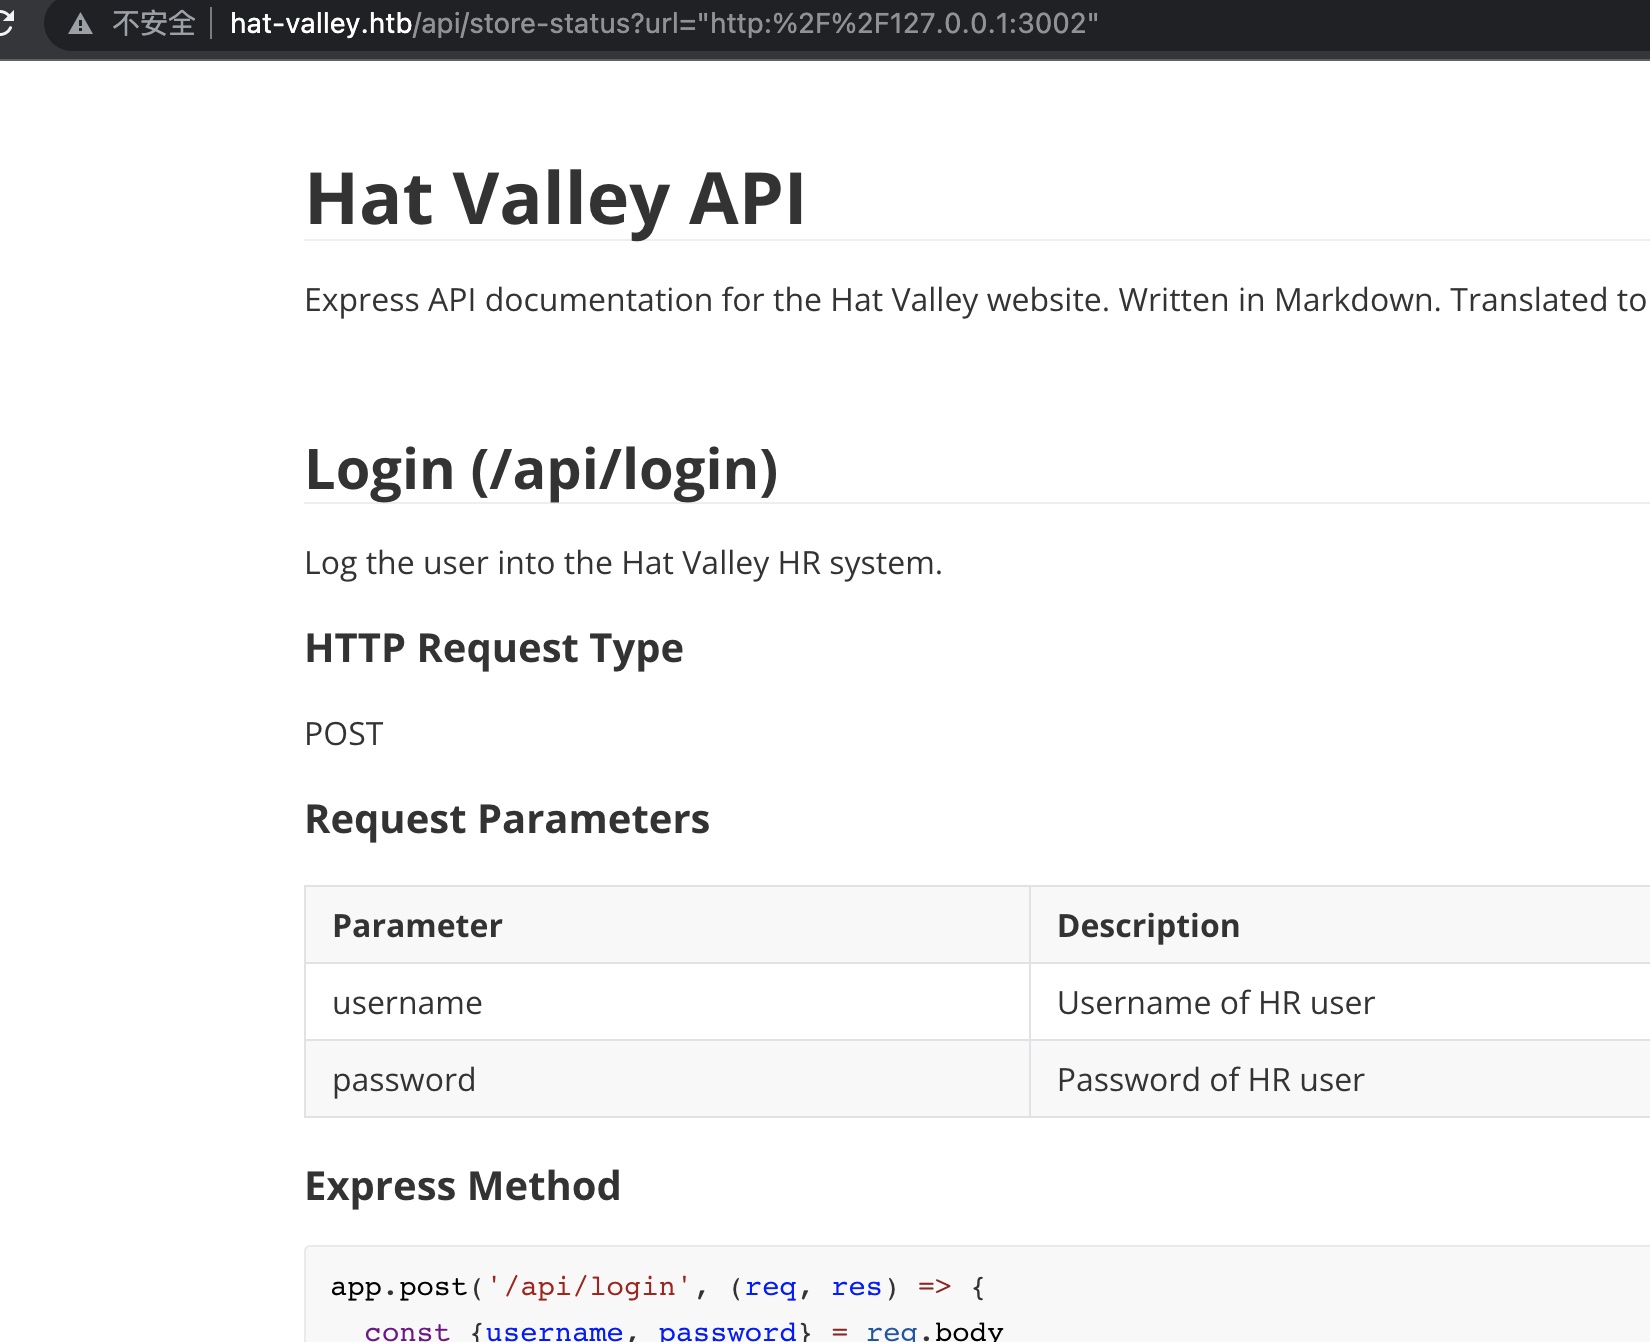 不安全 hat-valley.htb/api/store-status?url="http:%2F%2F127.0.0.1:3002"
Hat Valley API
Express API documentation for the Hat Valley website. Written in Markdown. Translated to
Login (/api/login)
Log the user into the Hat Valley HR system.
HTTP Request Type
POST
Request Parameters
Parameter Description
username Username of HR user
password Password of HR user
Express Method
app.post('/api/login', (req, res) => {
const {username, password} = req.body